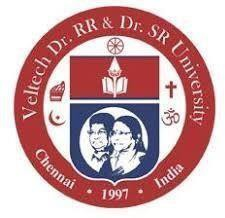 Veltech Dr. RR & Dr. SR University
Chennai · 1997 · India